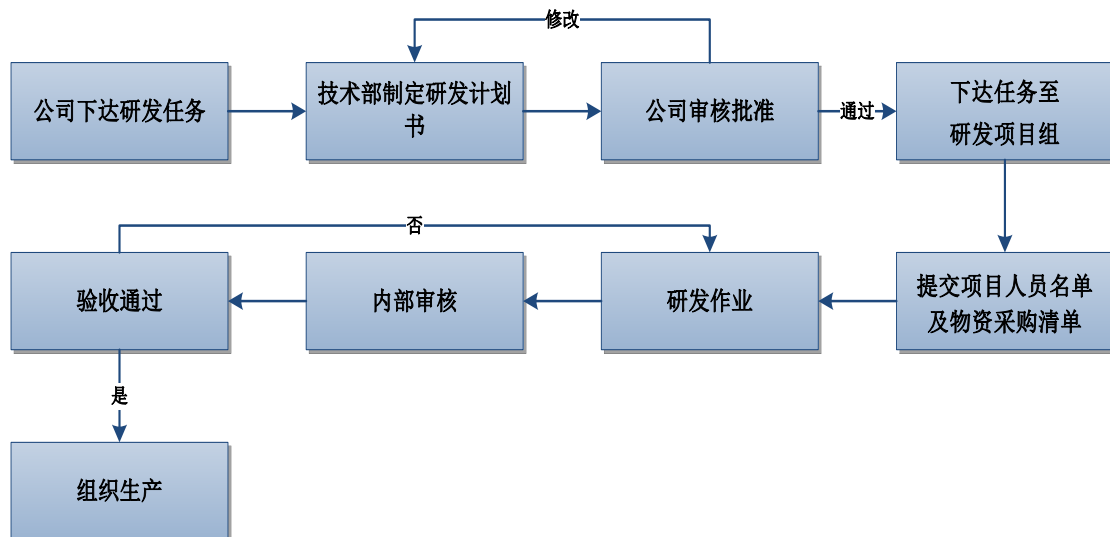 修改
公司下达研发任务
技术部制定研发计划
书
公司审核批准
通过
下达任务至
研发项目组
否
验收通过
内部审核
研发作业
提交项目人员名单
及物资采购清单
是
组织生产